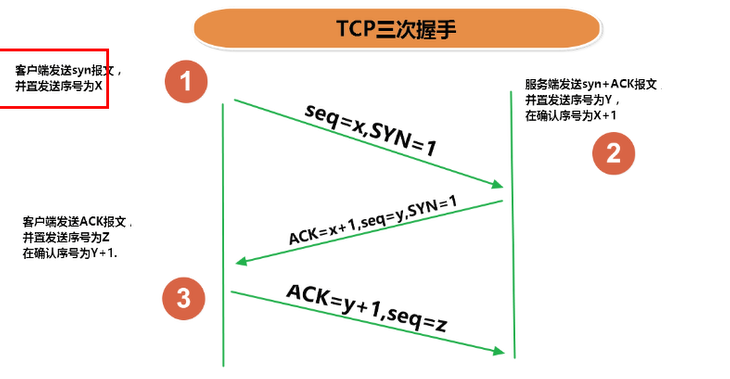 TCP三次握手
客户端发送syn报文，
并置发送序号为X
1
服务端发送syn+ACK报文
并置发送序号为Y，
在确认序号为X+1
2
seq=x,SYN=1
ACK=x+1,seq=y,SYN=1
客户端发送ACK报文，
并置发送序号为Z
在确认序号为Y+1.
3
ACK=y+1,seq=z